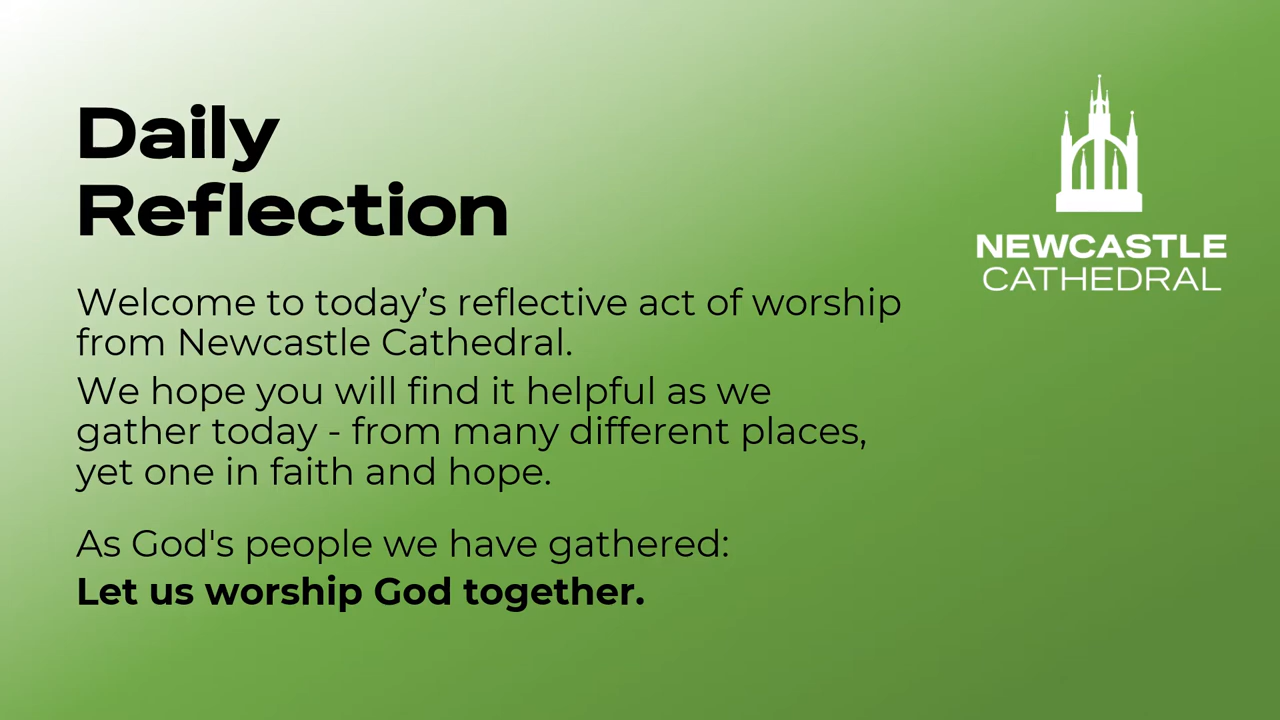 Daily
Reflection
Welcome to today’s reflective act of worship
from Newcastle Cathedral.
We hope you will find it helpful as we
gather today - from many different places,
yet one in faith and hope.
As God's people we have gathered:
Let us worship God together.
NEWCASTLE
CATHEDRAL